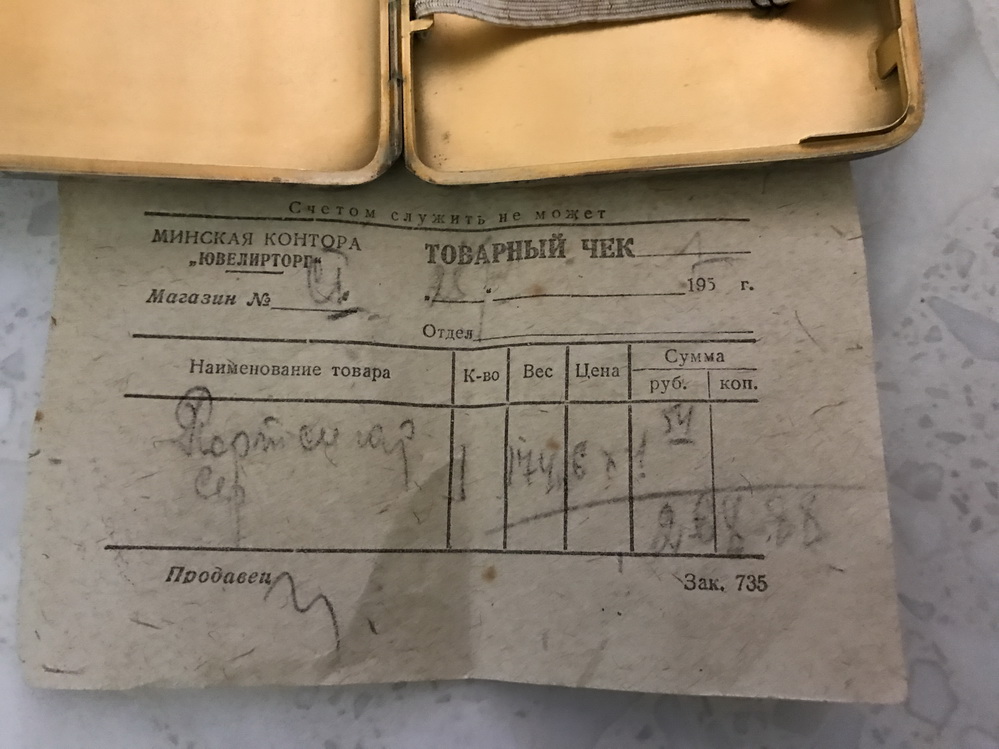 Счетом служить не может
МИНСКАЯ КОНТОРА
„ЮВЕЛИРТОРГ“
ТОВАРНЫЙ ЧЕК
Магазин №
„ “ 195 г.
Отдел
Наименование товара К-во Вес Цена Сумма
руб. коп.
Портсигар 1
сер
Продавец
Зак. 735